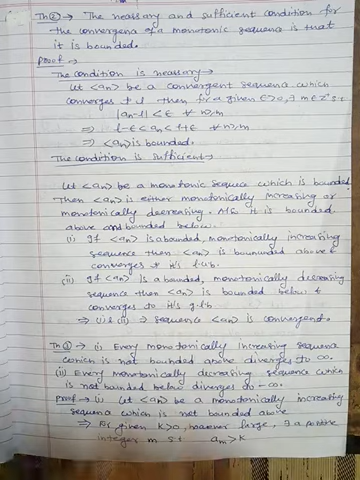 Th② → The neassary and sufficient condition for
the convergena of a monotonic sequena is that
it is bounded.
Proof →
The condition is neassary →
Let <an> be a convergent sequena which
converges to l then for a given ∈>0, ∃ m∈Z⁺ s.t
|an-l|<∈ ∀ n≥m
⇒ l-∈<an<l+∈ ∀ n≥m
⇒ <an> is bounded.
The condition is sufficient →
Let <an> be a monotonic sequence which is bounded
Then <an> is either monotonically increasing or
monotonically decreasing. Also it is bounded
above and bounded below.
(i) If <an> is a bounded, monotonically increasing
sequence then <an> is bounded above &
converges to it's l.u.b.
(ii) If <an> is a bounded, monotonically decreasing
sequence then <an> is bounded below &
converges to it's g.l.b
⇒ (i) & (ii) ⇒ sequence <an> is convergent.
Th③ → (i) Every monotonically increasing sequena
which is not bounded above diverges to ∞.
(ii) Every monotonically decreasing sequence which
is not bounded below diverges to -∞.
Proof → (i) Let <an> be a monotonically increasing
sequena which is not bounded above
⇒ For given K>0, however large, ∃ a positive
integer m s.t am>K